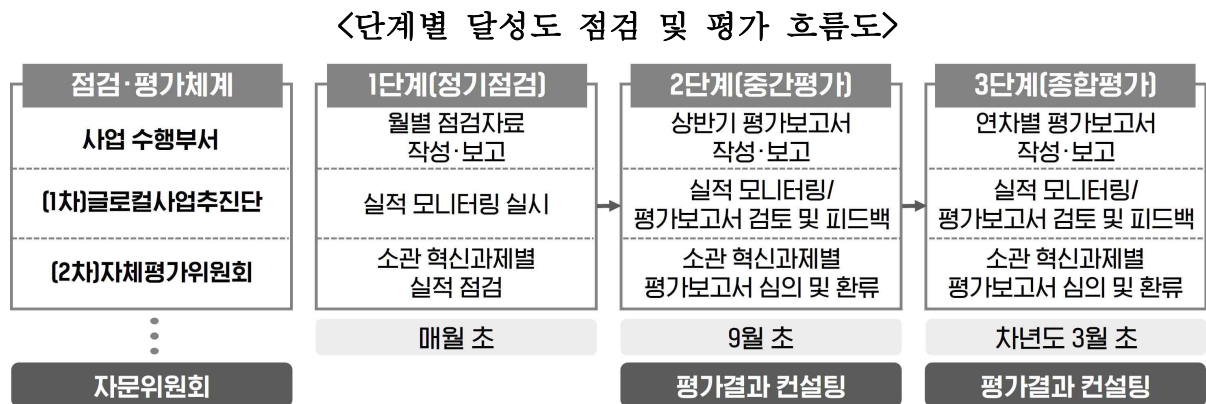 <단계별 달성도 점검 및 평가 흐름도>
점검·평가체계
사업 수행부서
(1차)글로컬사업추진단
(2차)자체평가위원회
자문위원회
1단계(정기점검)
월별 점검자료
작성·보고
실적 모니터링 실시
소관 혁신과제별
실적 점검
매월 초
2단계(중간평가)
상반기 평가보고서
작성·보고
실적 모니터링/
평가보고서 검토 및 피드백
소관 혁신과제별
평가보고서 심의 및 환류
9월 초
평가결과 컨설팅
3단계(종합평가)
연차별 평가보고서
작성·보고
실적 모니터링/
평가보고서 검토 및 피드백
소관 혁신과제별
평가보고서 심의 및 환류
차년도 3월 초
평가결과 컨설팅